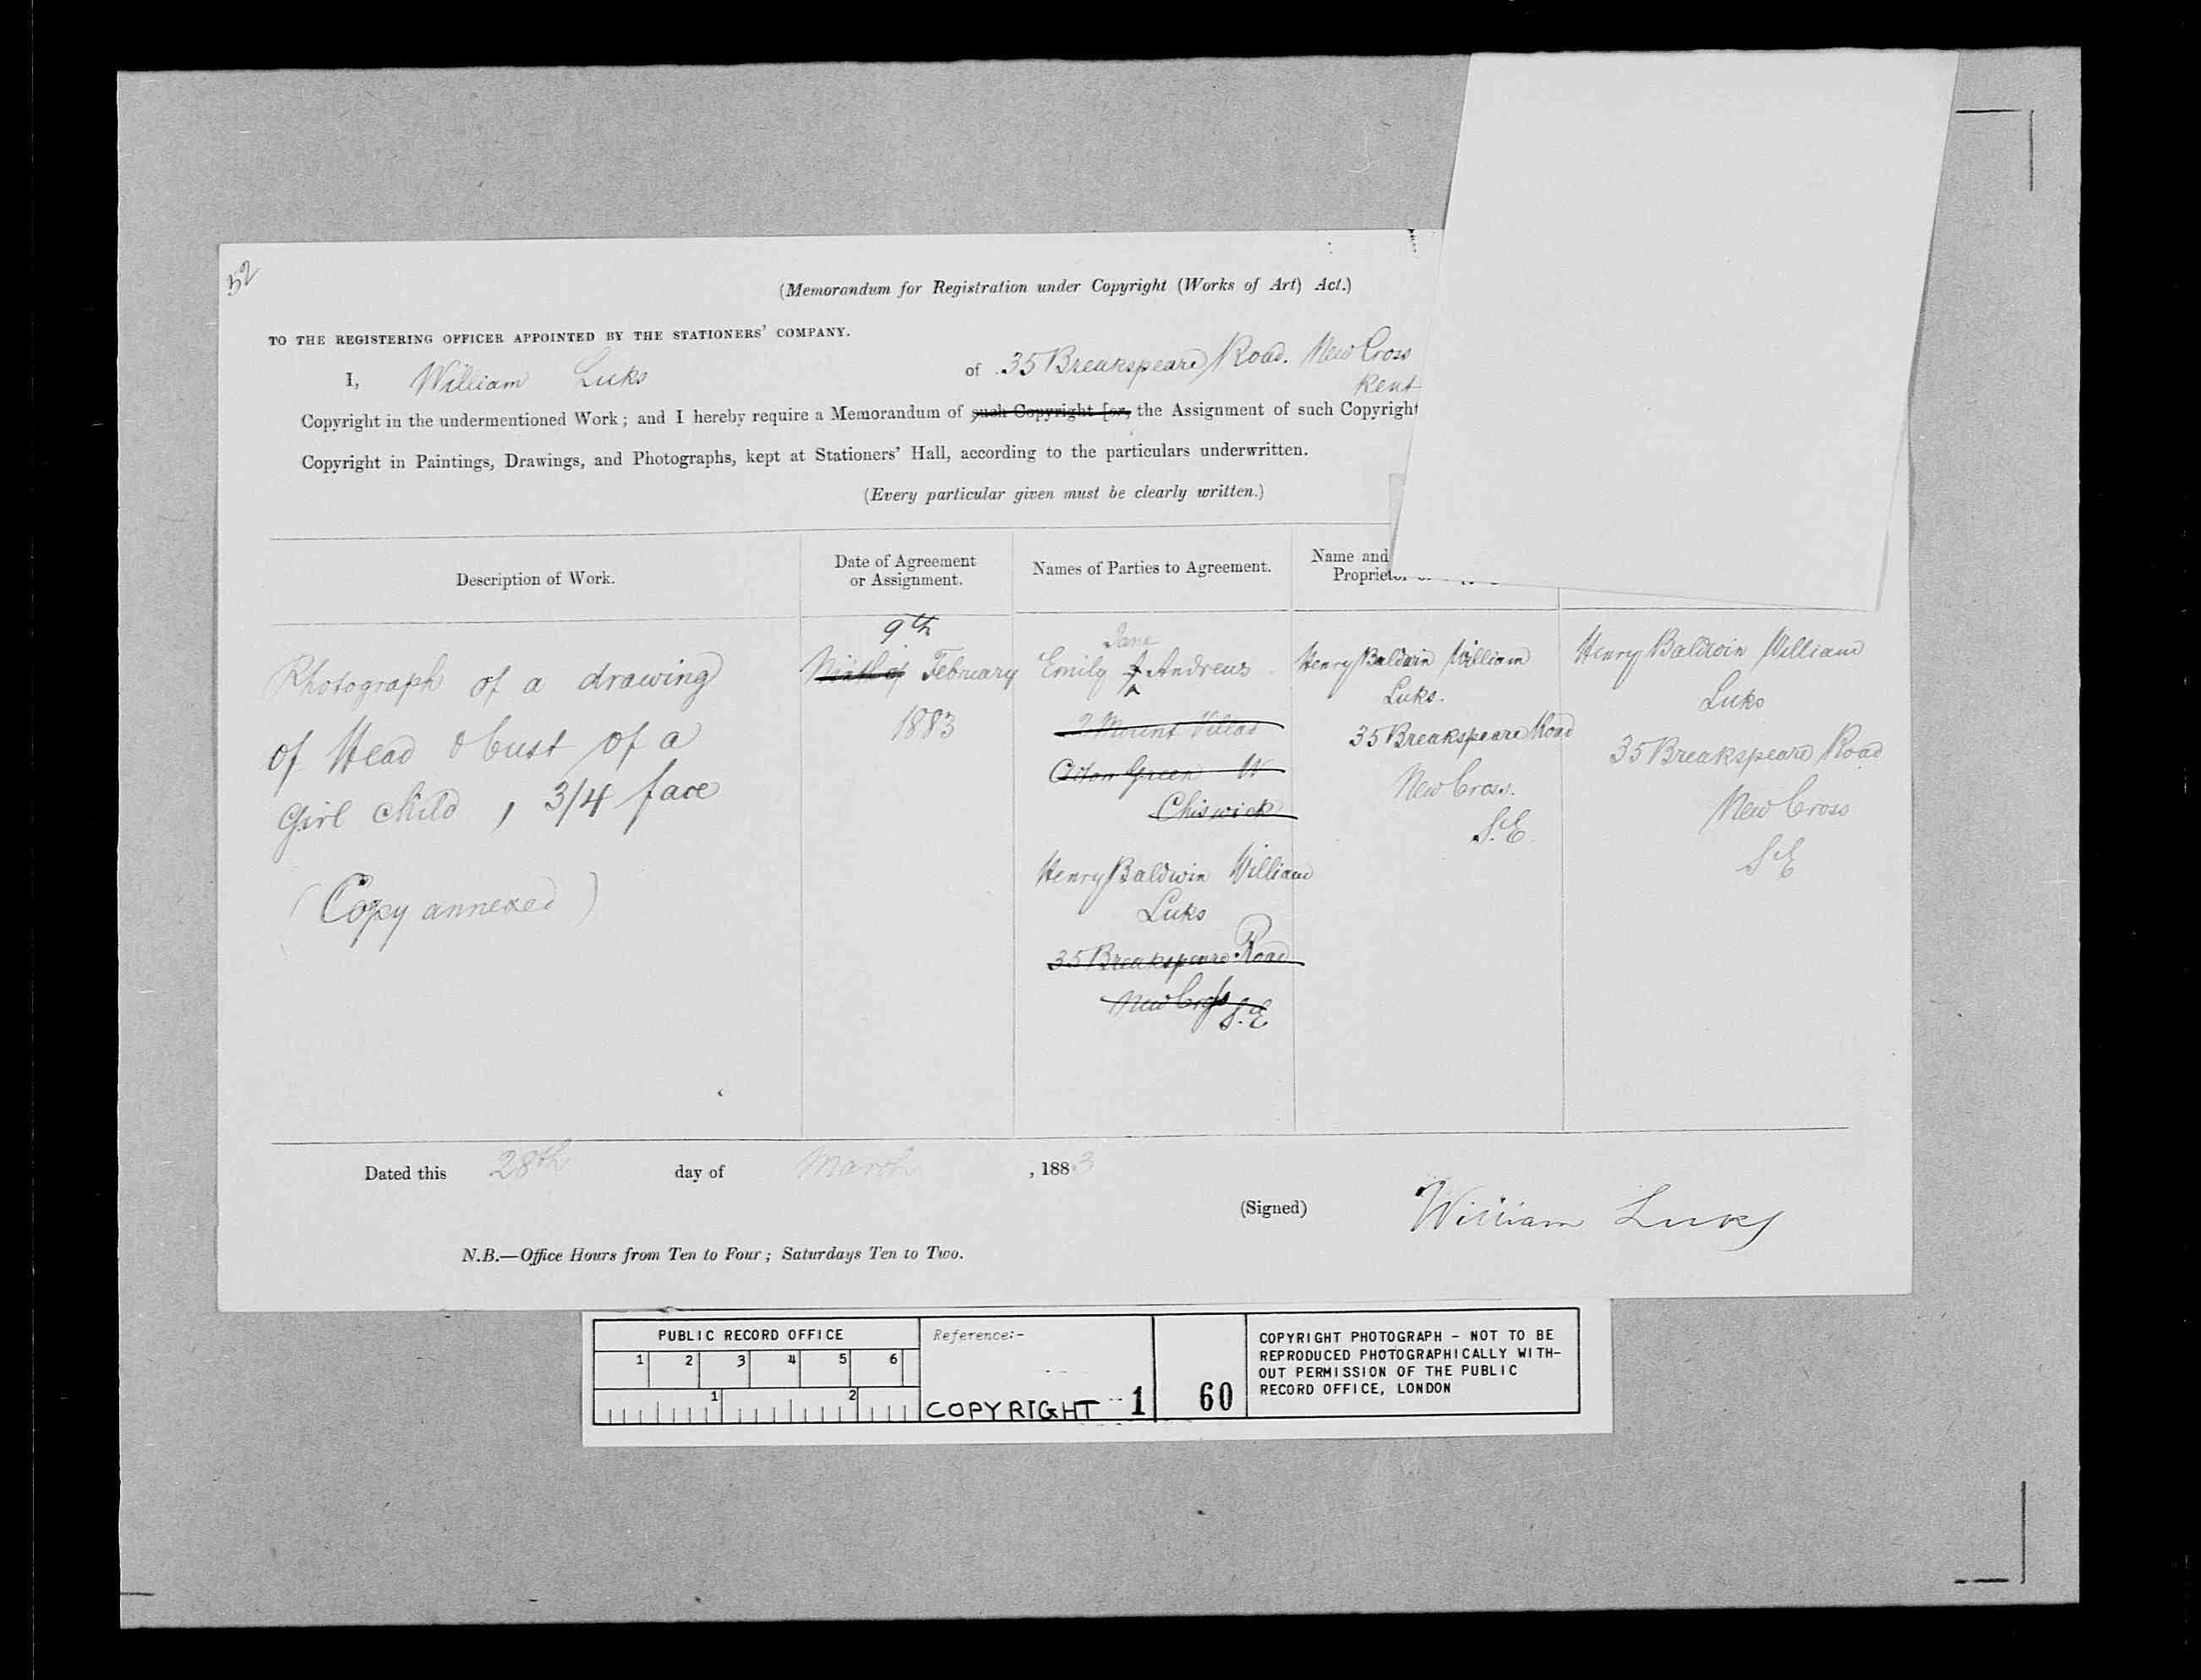 52
(Memorandum for Registration under Copyright (Works of Art) Act.)
TO THE REGISTERING OFFICER APPOINTED BY THE STATIONERS' COMPANY.
I, William Luks of 35 Breakspeare Road. New Cross
Kent
Copyright in the undermentioned Work; and I hereby require a Memorandum of such Copyright [or, the Assignment of such Copyright
Copyright in Paintings, Drawings, and Photographs, kept at Stationers' Hall, according to the particulars underwritten.
(Every particular given must be clearly written.)
Description of Work.
Photograph of a drawing
of Head & bust of a
Girl child, 3/4 face
(Copy annexed)
Date of Agreement
or Assignment.
9th
Ninth of February
1883
Names of Parties to Agreement.
Jane
Emily J Andrews
2 Mount Villas
Acton Green W
Chiswick
Henry Baldwin William
Luks
35 Breakspeare Road
New Cross S.E
Name and
Proprietor
Henry Baldwin William
Luks.
35 Breakspeare Road
New Cross.
S.E.
Henry Baldwin William
Luks
35 Breakspeare Road
New Cross
S.E
Dated this 28th day of March, 1883
(Signed) William Luks
N.B.—Office Hours from Ten to Four; Saturdays Ten to Two.
PUBLIC RECORD OFFICE
1 2 3 4 5 6
1 2
Reference:-
COPYRIGHT 1 60
COPYRIGHT PHOTOGRAPH - NOT TO BE
REPRODUCED PHOTOGRAPHICALLY WITH-
OUT PERMISSION OF THE PUBLIC
RECORD OFFICE, LONDON